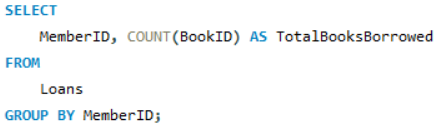 SELECT
MemberID, COUNT(BookID) AS TotalBooksBorrowed
FROM
Loans
GROUP BY MemberID;